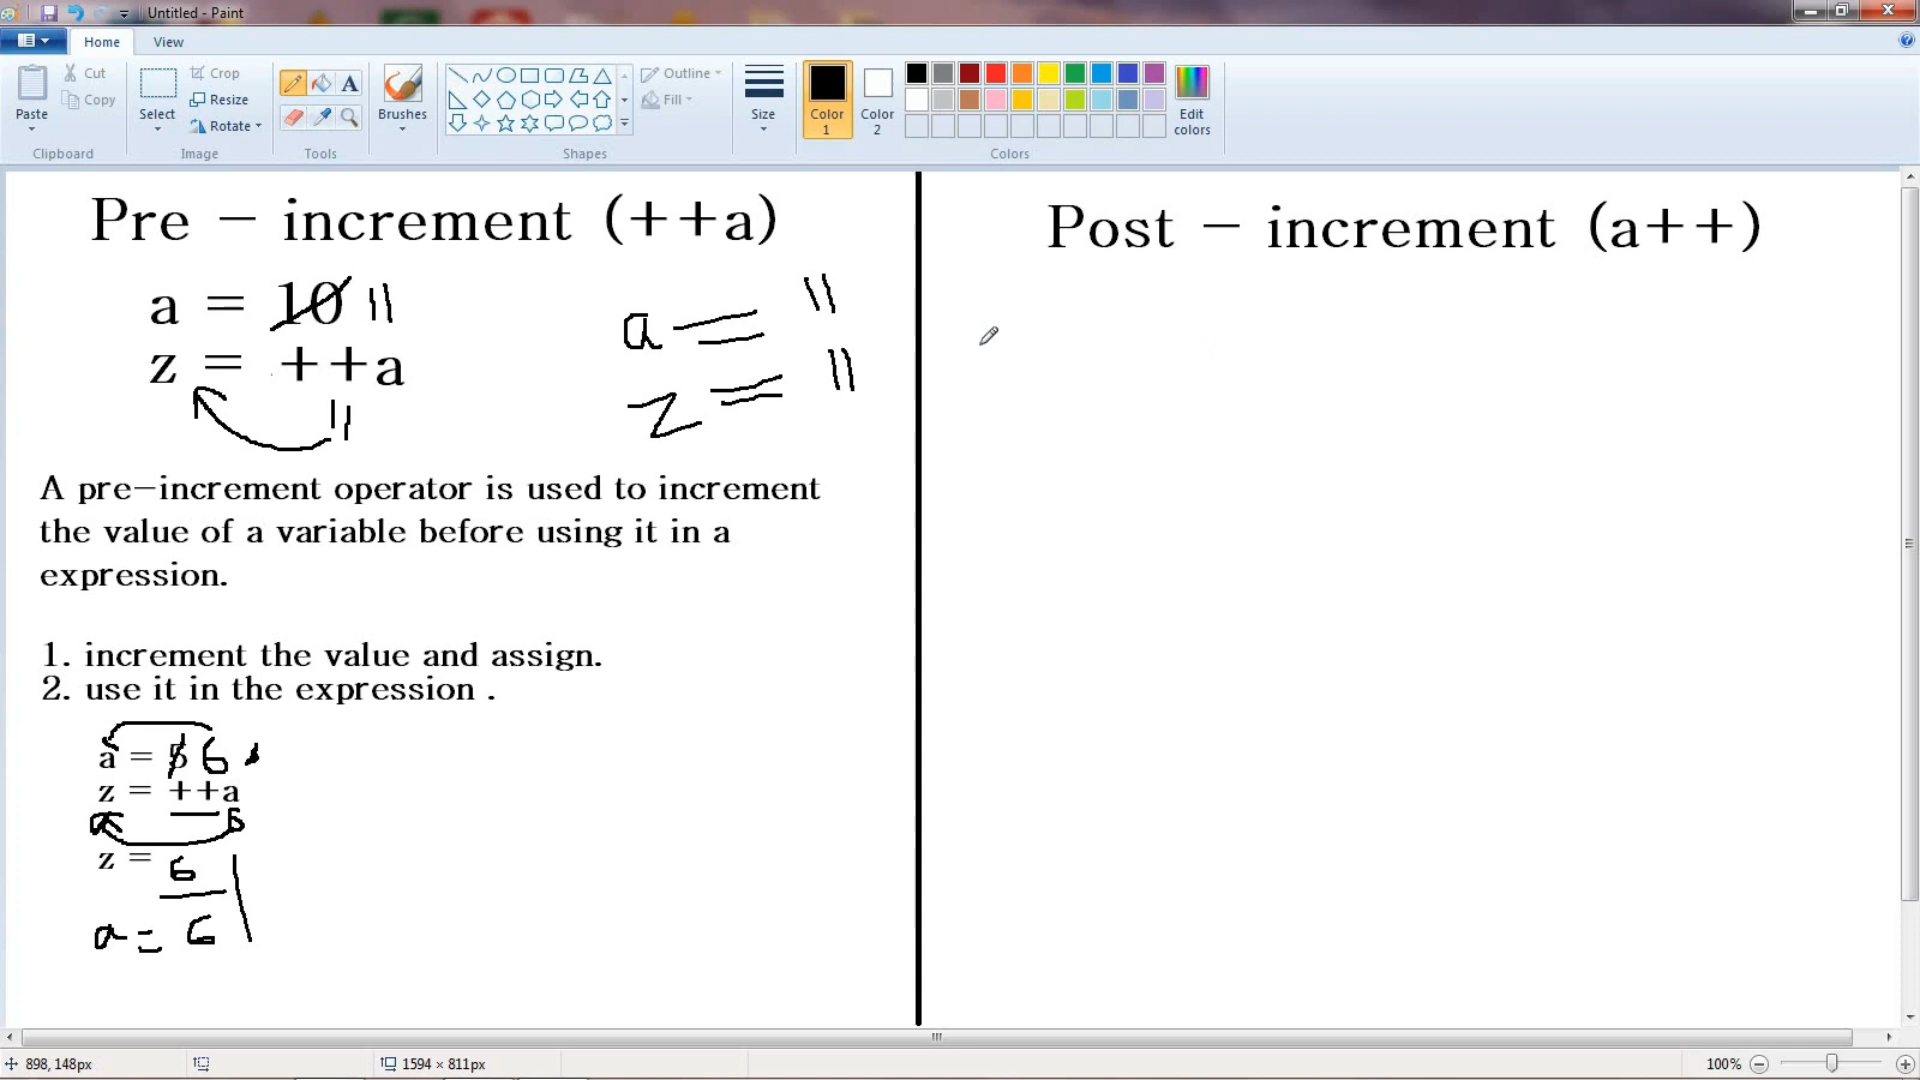 Untitled - Paint
Home View
Paste
Cut
Copy
Clipboard
Select
Crop
Resize
Rotate
Image
A
Tools
Brushes
Shapes
Outline
Fill
Size
Color 1
Color 2
Edit colors
Colors
Pre - increment (++a)
a = 10 11
z = ++a
11
a = 11
z = 11
A pre-increment operator is used to increment
the value of a variable before using it in a
expression.
1. increment the value and assign.
2. use it in the expression .
a = 5 6
z = ++a
z = 6
a = 6
Post - increment (a++)
898, 148px
1594 × 811px
100%